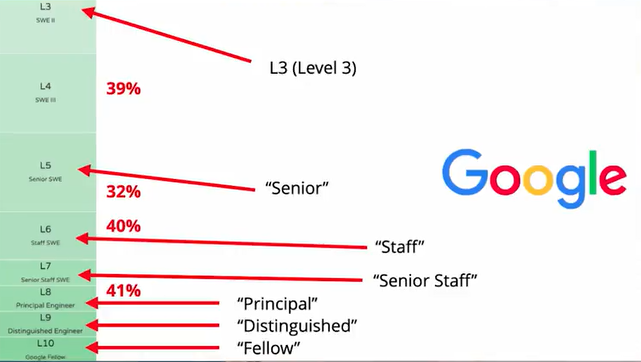 L3
SWE II
L3 (Level 3)
L4
SWE III
39%
L5
Senior SWE
32%
“Senior”
40%
L6
Staff SWE
“Staff”
L7
Senior Staff SWE
“Senior Staff”
L8
Principal Engineer
41%
“Principal”
L9
Distinguished Engineer
“Distinguished”
L10
Google Fellow
“Fellow”
Google